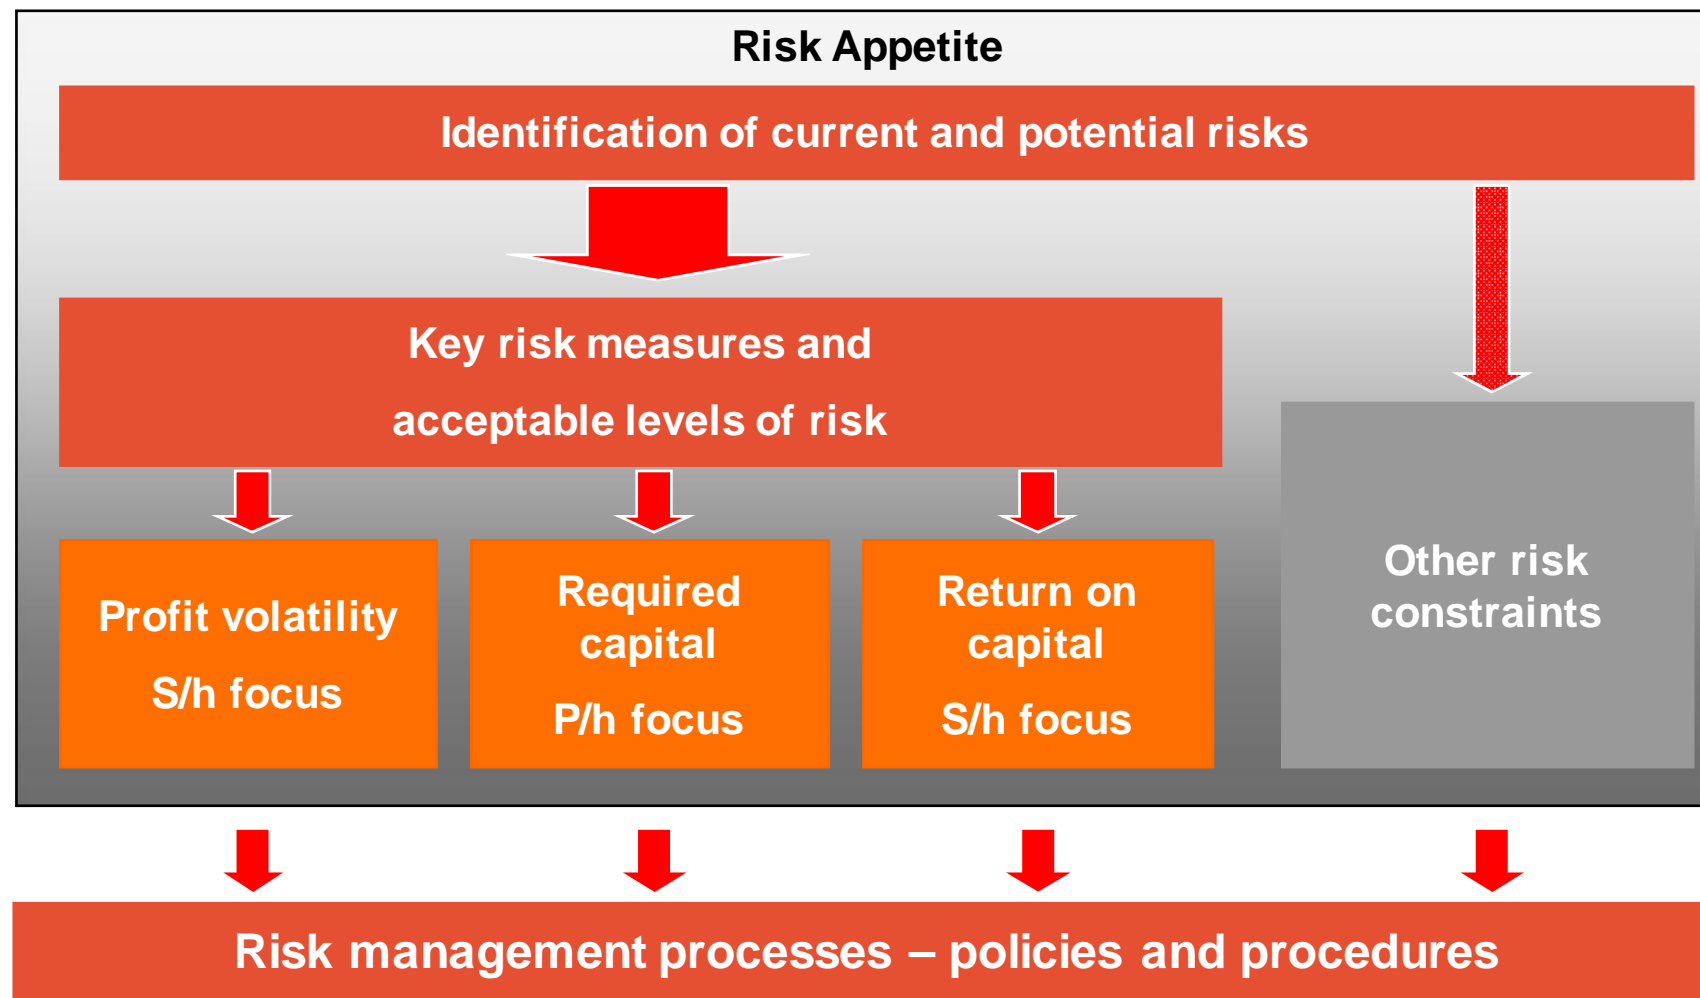 Risk Appetite
Identification of current and potential risks
Key risk measures and
acceptable levels of risk
Profit volatility
S/h focus
Required
capital
P/h focus
Return on
capital
S/h focus
Other risk
constraints
Risk management processes – policies and procedures